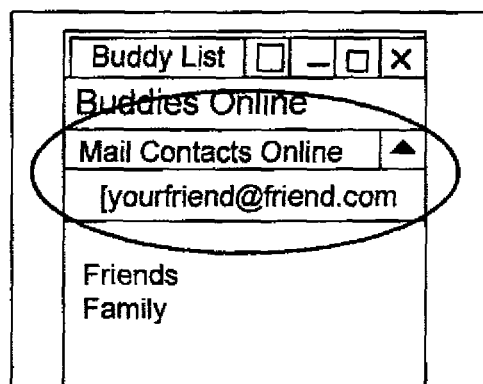 Buddy List
Buddies Online
Mail Contacts Online
[yourfriend@friend.com
Friends
Family